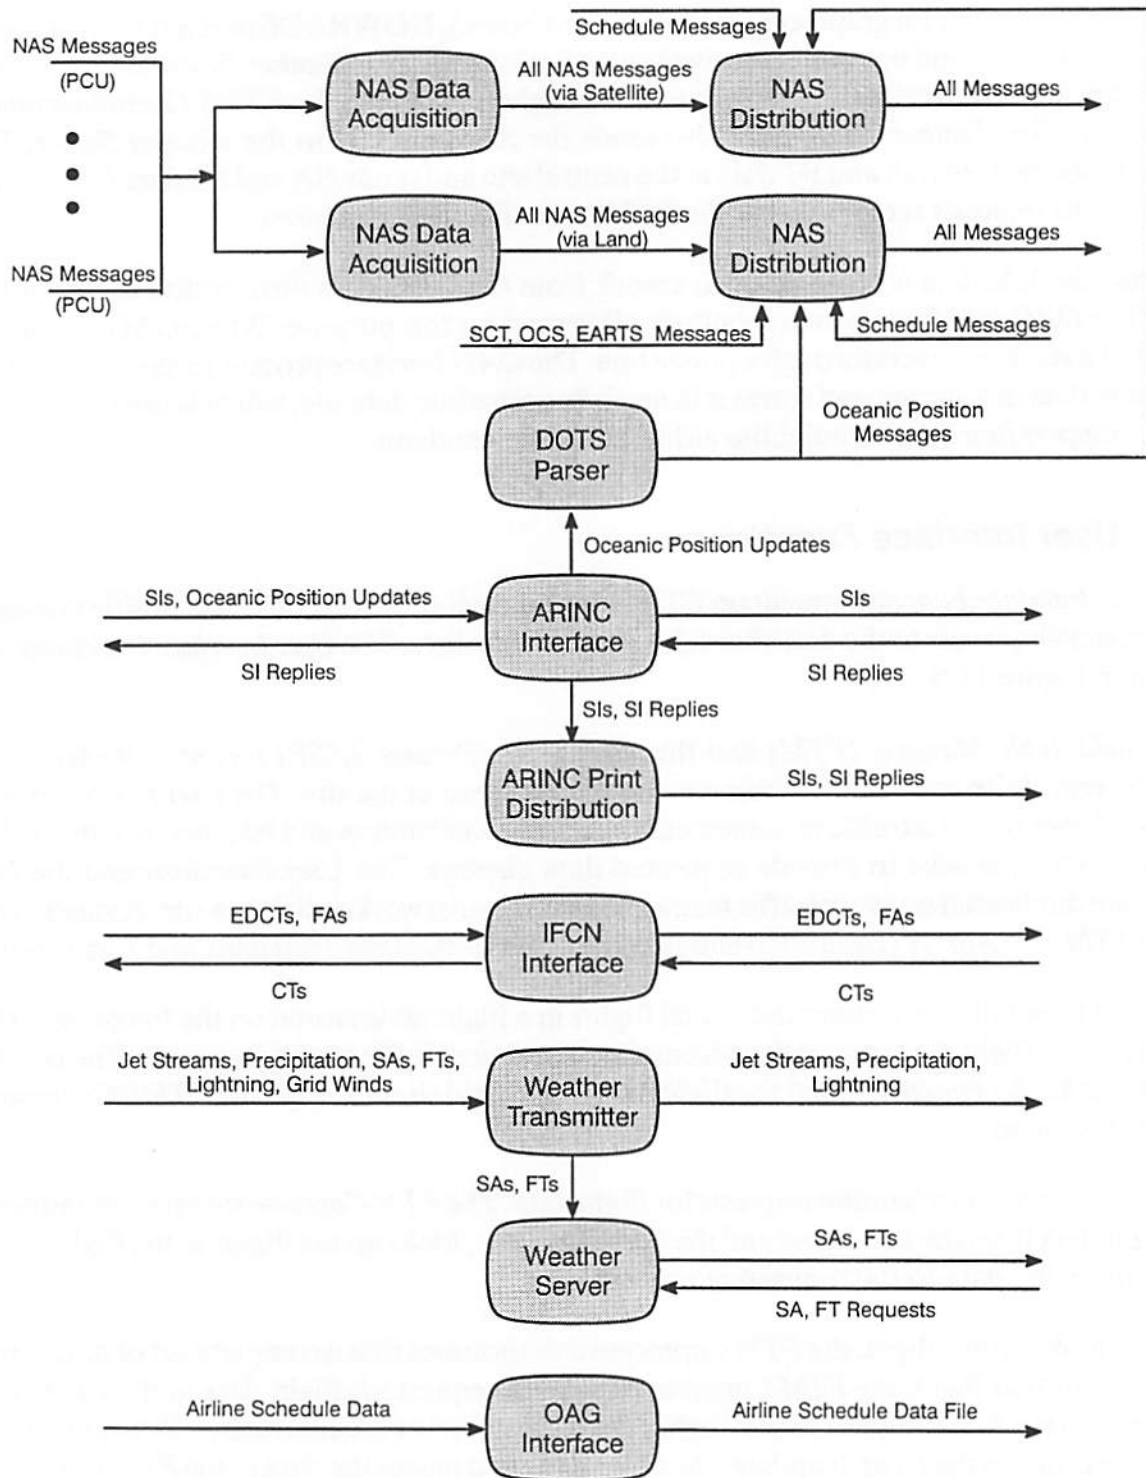 Schedule Messages
NAS Messages
(PCU)
NAS Data
Acquisition
All NAS Messages
(via Satellite)
NAS
Distribution
All Messages
NAS Data
Acquisition
All NAS Messages
(via Land)
NAS
Distribution
All Messages
NAS Messages
(PCU)
SCT, OCS, EARTS Messages
Schedule Messages
Oceanic Position
Messages
DOTS
Parser
Oceanic Position Updates
SIs, Oceanic Position Updates
ARINC
Interface
SIs
SI Replies
SI Replies
SIs, SI Replies
ARINC Print
Distribution
SIs, SI Replies
EDCTs, FAs
IFCN
Interface
EDCTs, FAs
CTs
CTs
Jet Streams, Precipitation, SAs, FTs,
Lightning, Grid Winds
Weather
Transmitter
Jet Streams, Precipitation,
Lightning
SAs, FTs
Weather
Server
SAs, FTs
SA, FT Requests
Airline Schedule Data
OAG
Interface
Airline Schedule Data File